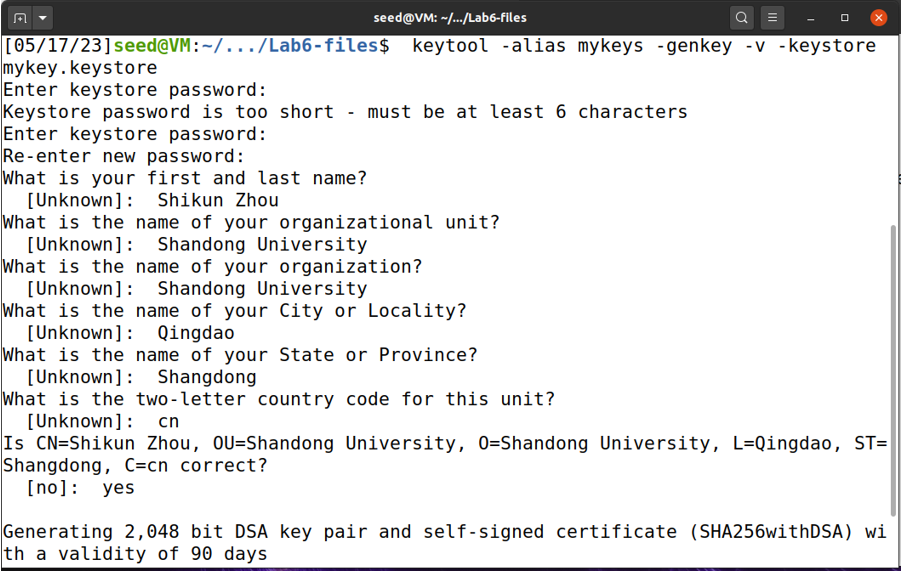 seed@VM: ~/.../Lab6-files
[05/17/23]seed@VM:~/.../Lab6-files$ keytool -alias mykeys -genkey -v -keystore
mykey.keystore
Enter keystore password:
Keystore password is too short - must be at least 6 characters
Enter keystore password:
Re-enter new password:
What is your first and last name?
  [Unknown]:  Shikun Zhou
What is the name of your organizational unit?
  [Unknown]:  Shandong University
What is the name of your organization?
  [Unknown]:  Shandong University
What is the name of your City or Locality?
  [Unknown]:  Qingdao
What is the name of your State or Province?
  [Unknown]:  Shangdong
What is the two-letter country code for this unit?
  [Unknown]:  cn
Is CN=Shikun Zhou, OU=Shandong University, O=Shandong University, L=Qingdao, ST=
Shangdong, C=cn correct?
  [no]:  yes
Generating 2,048 bit DSA key pair and self-signed certificate (SHA256withDSA) wi
th a validity of 90 days